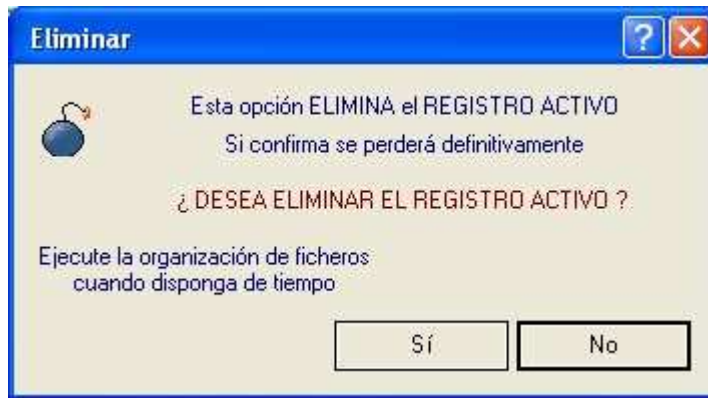 Eliminar
Esta opción ELIMINA el REGISTRO ACTIVO
Si confirma se perderá definitivamente
¿ DESEA ELIMINAR EL REGISTRO ACTIVO ?
Ejecute la organización de ficheros
cuando disponga de tiempo
Sí
No